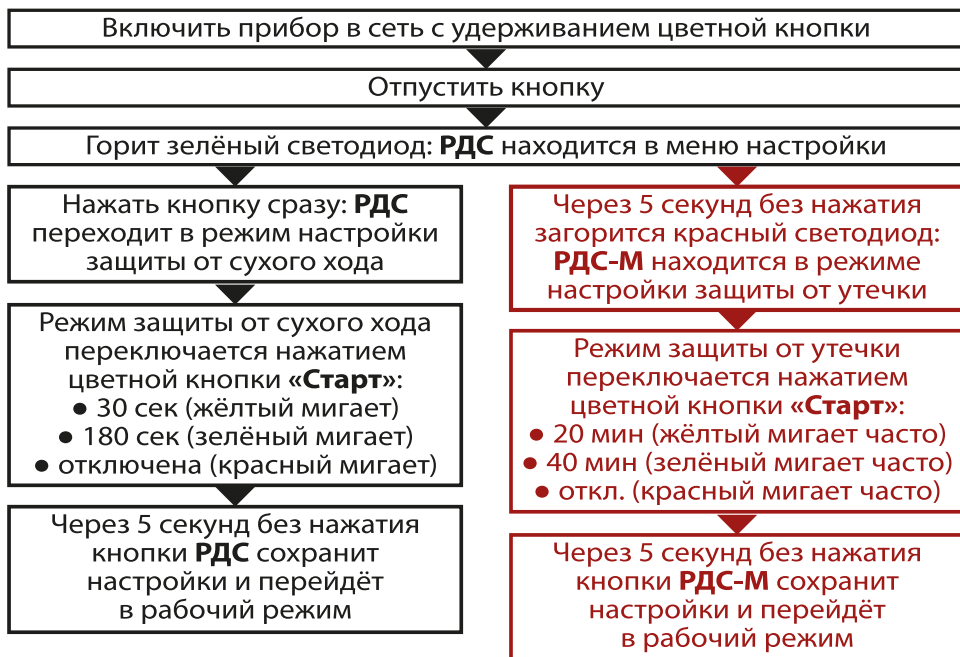 Включить прибор в сеть с удерживанием цветной кнопки
Отпустить кнопку
Горит зелёный светодиод: РДС находится в меню настройки
Нажать кнопку сразу: РДС
переходит в режим настройки
защиты от сухого хода
Режим защиты от сухого хода
переключается нажатием
цветной кнопки «Старт»:
● 30 сек (жёлтый мигает)
● 180 сек (зелёный мигает)
● отключена (красный мигает)
Через 5 секунд без нажатия
кнопки РДС сохранит
настройки и перейдёт
в рабочий режим
Через 5 секунд без нажатия
загорится красный светодиод:
РДС-М находится в режиме
настройки защиты от утечки
Режим защиты от утечки
переключается нажатием
цветной кнопки «Старт»:
● 20 мин (жёлтый мигает часто)
● 40 мин (зелёный мигает часто)
● откл. (красный мигает часто)
Через 5 секунд без нажатия
кнопки РДС-М сохранит
настройки и перейдёт
в рабочий режим